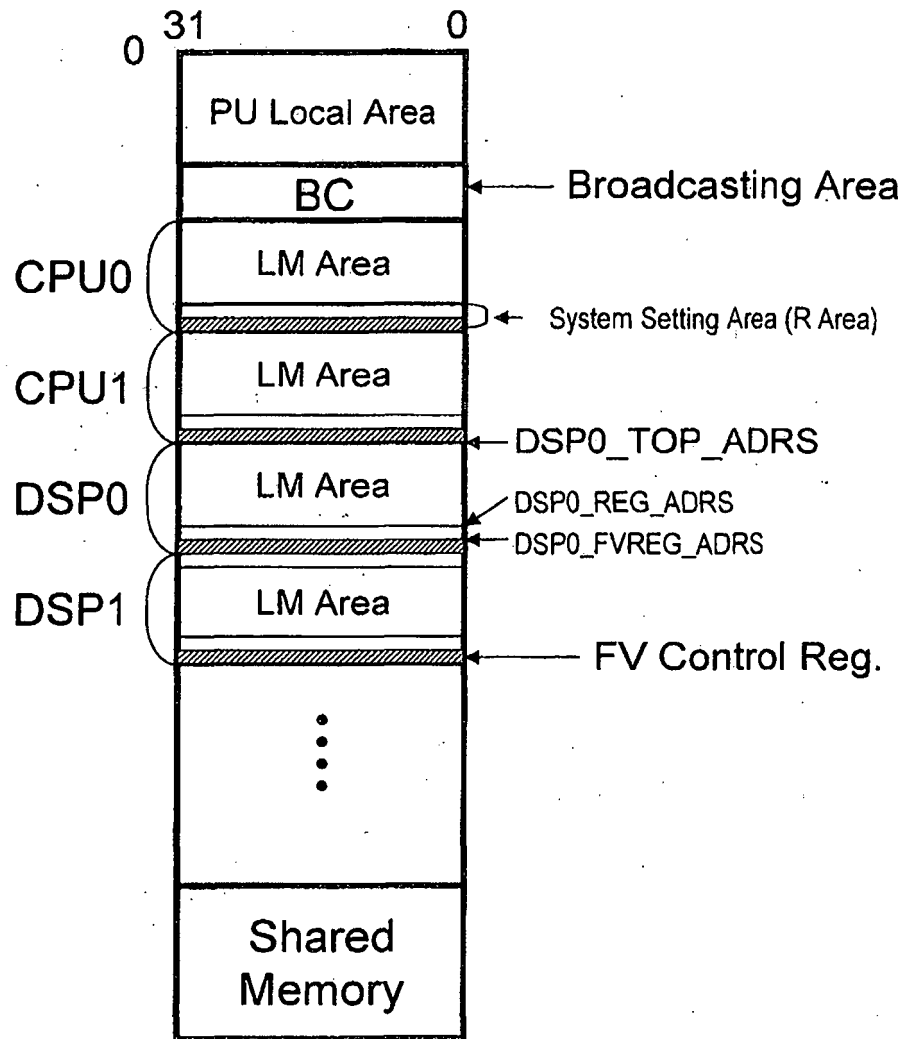 31 0
0
PU Local Area
BC
Broadcasting Area
CPU0
LM Area
System Setting Area (R Area)
CPU1
LM Area
DSP0_TOP_ADRS
DSP0
LM Area
DSP0_REG_ADRS
DSP0_FVREG_ADRS
DSP1
LM Area
FV Control Reg.
Shared
Memory